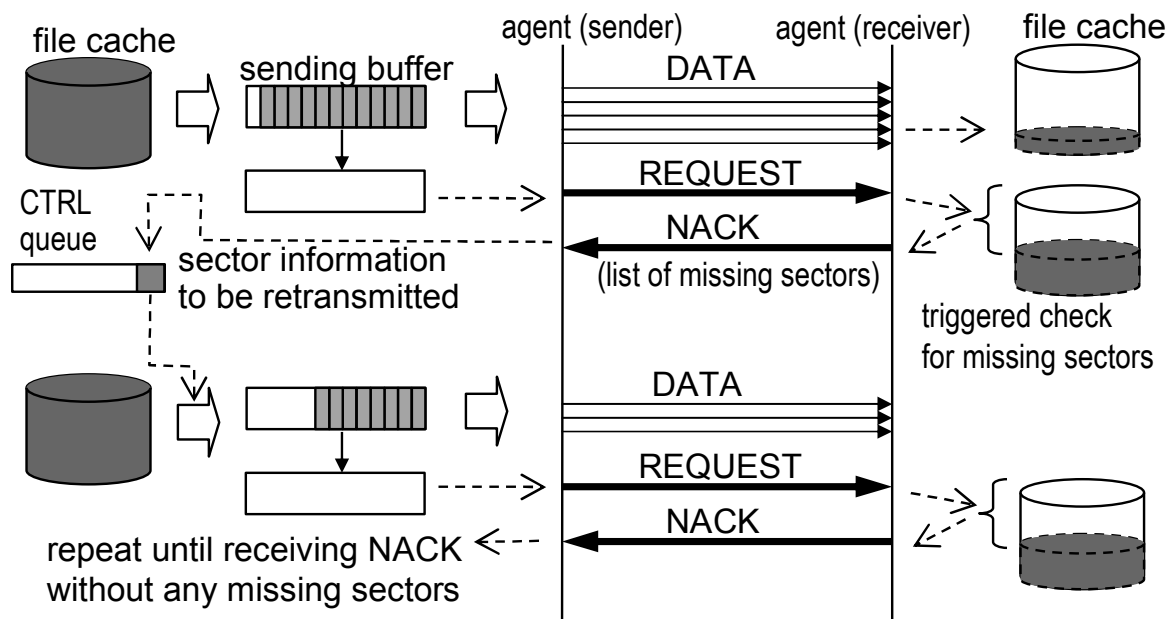 file cache
sending buffer
agent (sender)
agent (receiver)
file cache
DATA
REQUEST
CTRL
queue
NACK
sector information
to be retransmitted
(list of missing sectors)
triggered check
for missing sectors
DATA
REQUEST
NACK
repeat until receiving NACK
without any missing sectors